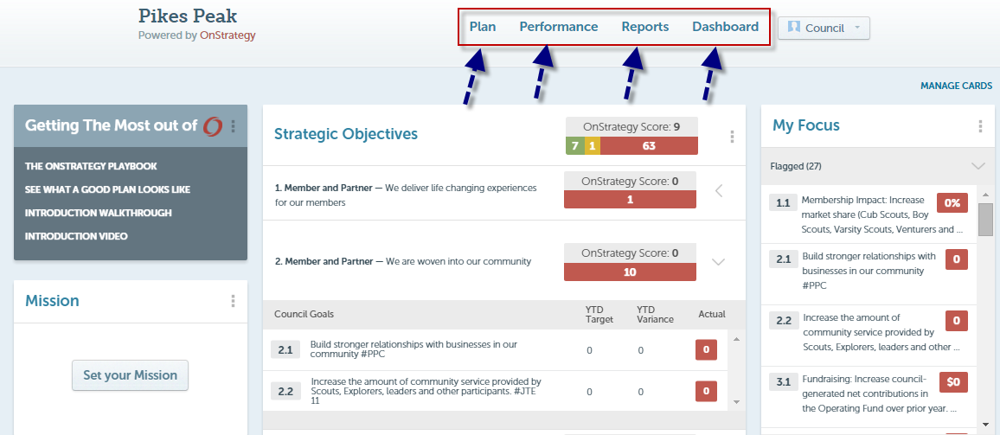 Pikes Peak
Powered by OnStrategy
Plan
Performance
Reports
Dashboard
Council
MANAGE CARDS
Getting The Most out of
THE ONSTRATEGY PLAYBOOK
SEE WHAT A GOOD PLAN LOOKS LIKE
INTRODUCTION WALKTHROUGH
INTRODUCTION VIDEO
Mission
Set your Mission
Strategic Objectives
OnStrategy Score: 9
7 1 63
1. Member and Partner — We deliver life changing experiences
for our members
OnStrategy Score: 0
1
2. Member and Partner — We are woven into our community
OnStrategy Score: 0
10
Council Goals
YTD
Target
YTD
Variance
Actual
2.1
Build stronger relationships with businesses in our
community #PPC
0
0
0
2.2
Increase the amount of community service provided by
Scouts, Explorers, leaders and other participants. #JTE
11
0
0
0
My Focus
Flagged (27)
1.1
Membership Impact: Increase
market share (Cub Scouts, Boy
Scouts, Varsity Scouts, Venturers and ...
0%
2.1
Build stronger relationships with
businesses in our community
#PPC
0
2.2
Increase the amount of
community service provided by
Scouts, Explorers, leaders and other ...
0
3.1
Fundraising: Increase council-
generated net contributions in
the Operating Fund over prior year. ...
$0